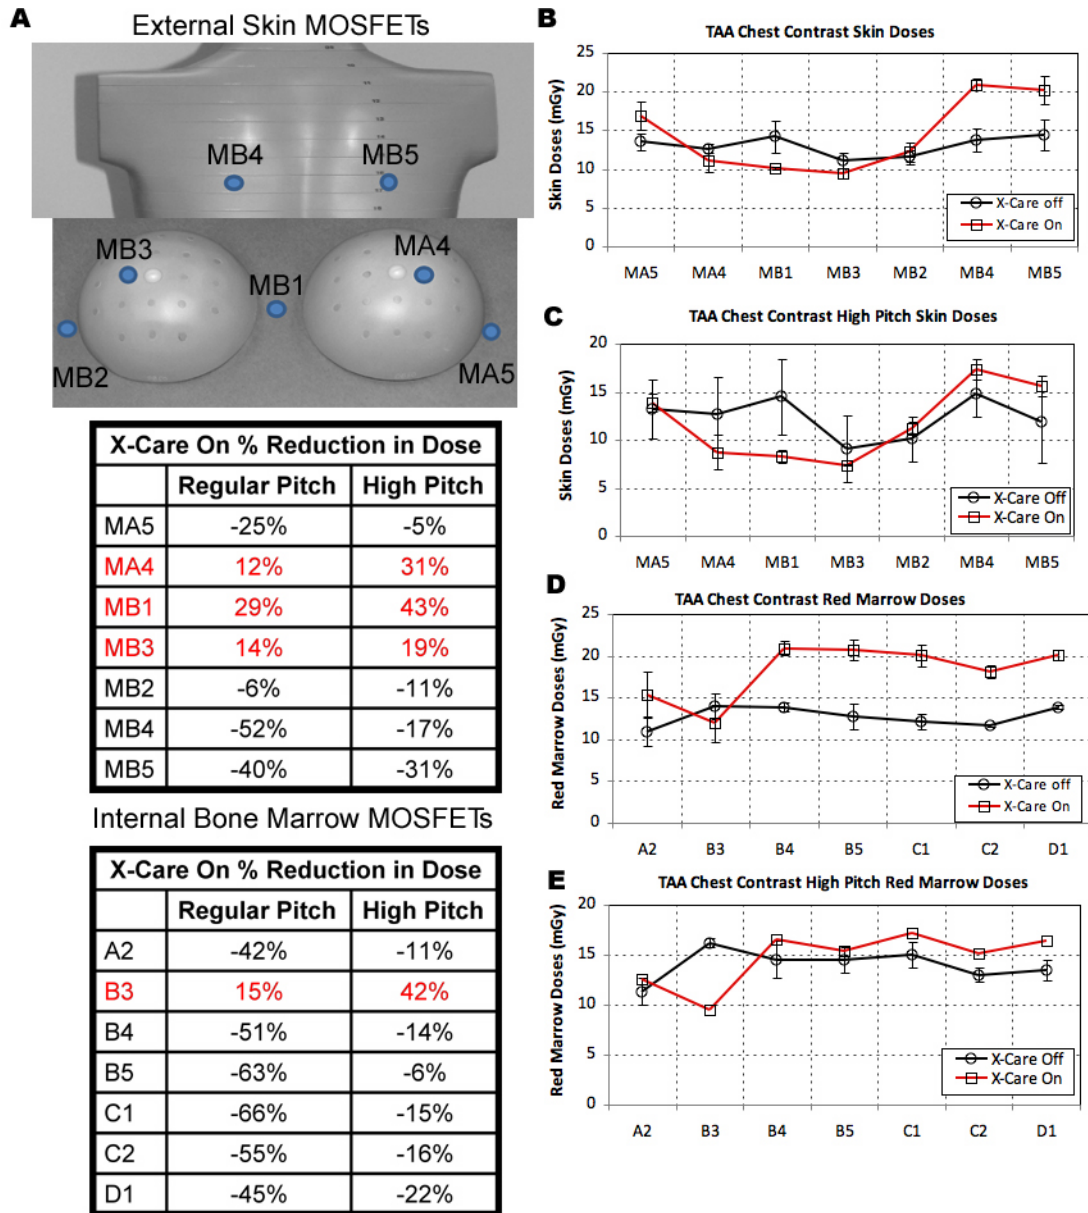 A
External Skin MOSFETs
MB4 MB5
MB3 MA4
MB1
MB2 MA5
X-Care On % Reduction in Dose
Regular Pitch High Pitch
MA5 -25% -5%
MA4 12% 31%
MB1 29% 43%
MB3 14% 19%
MB2 -6% -11%
MB4 -52% -17%
MB5 -40% -31%
Internal Bone Marrow MOSFETs
X-Care On % Reduction in Dose
Regular Pitch High Pitch
A2 -42% -11%
B3 15% 42%
B4 -51% -14%
B5 -63% -6%
C1 -66% -15%
C2 -55% -16%
D1 -45% -22%
B
TAA Chest Contrast Skin Doses
Skin Doses (mGy)
25
20
15
10
5
0
X-Care off
X-Care On
MA5 MA4 MB1 MB3 MB2 MB4 MB5
C
TAA Chest Contrast High Pitch Skin Doses
Skin Doses (mGy)
20
15
10
5
0
X-Care Off
X-Care On
MA5 MA4 MB1 MB3 MB2 MB4 MB5
D
TAA Chest Contrast Red Marrow Doses
Red Marrow Doses (mGy)
25
20
15
10
5
0
X-Care off
X-Care On
A2 B3 B4 B5 C1 C2 D1
E
TAA Chest Contrast High Pitch Red Marrow Doses
Red Marrow Doses (mGy)
20
15
10
5
0
X-Care Off
X-Care On
A2 B3 B4 B5 C1 C2 D1